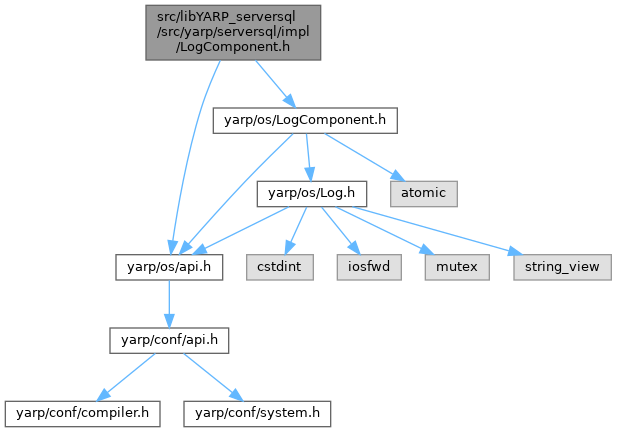 src/libYARP_serversql
/src/yarp/serversql/impl
/LogComponent.h
yarp/os/LogComponent.h
yarp/os/Log.h
atomic
yarp/os/api.h
cstdint
iosfwd
mutex
string_view
yarp/conf/api.h
yarp/conf/compiler.h
yarp/conf/system.h